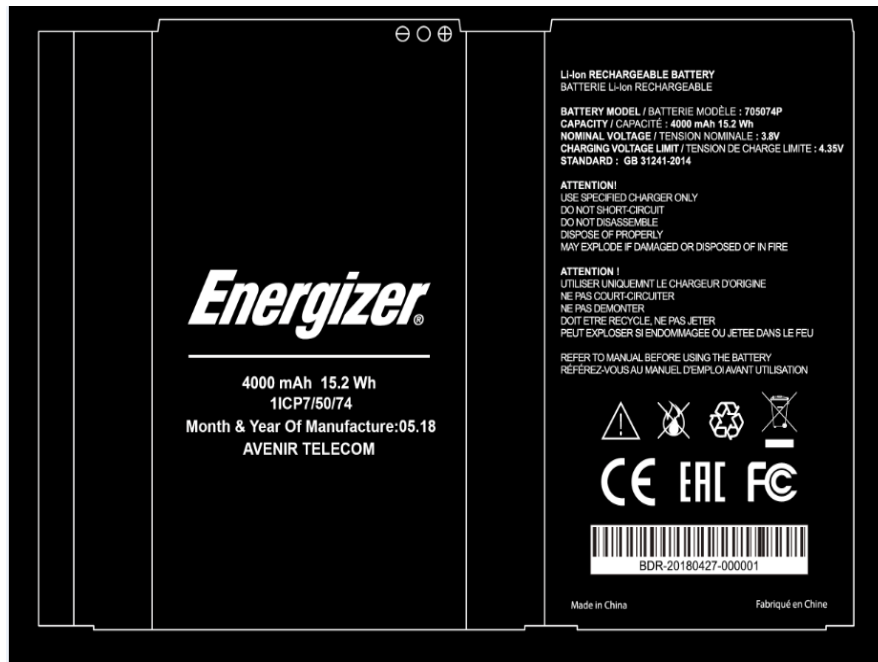 Energizer®
4000 mAh 15.2 Wh
1ICP7/50/74
Month & Year Of Manufacture:05.18
AVENIR TELECOM
Li-Ion RECHARGEABLE BATTERY
BATTERIE Li-Ion RECHARGEABLE
BATTERY MODEL / BATTERIE MODÈLE : 705074P
CAPACITY / CAPACITÉ : 4000 mAh 15.2 Wh
NOMINAL VOLTAGE / TENSION NOMINALE : 3.8V
CHARGING VOLTAGE LIMIT / TENSION DE CHARGE LIMITE : 4.35V
STANDARD : GB 31241-2014
ATTENTION!
USE SPECIFIED CHARGER ONLY
DO NOT SHORT-CIRCUIT
DO NOT DISASSEMBLE
DISPOSE OF PROPERLY
MAY EXPLODE IF DAMAGED OR DISPOSED OF IN FIRE
ATTENTION !
UTILISER UNIQUEMNT LE CHARGEUR D'ORIGINE
NE PAS COURT-CIRCUITER
NE PAS DEMONTER
DOIT ETRE RECYCLE, NE PAS JETER
PEUT EXPLOSER SI ENDOMMAGEE OU JETEE DANS LE FEU
REFER TO MANUAL BEFORE USING THE BATTERY
RÉFÉREZ-VOUS AU MANUEL D'EMPLOI AVANT UTILISATION
CE EAC FC
BDR-20180427-000001
Made in China Fabriqué en Chine